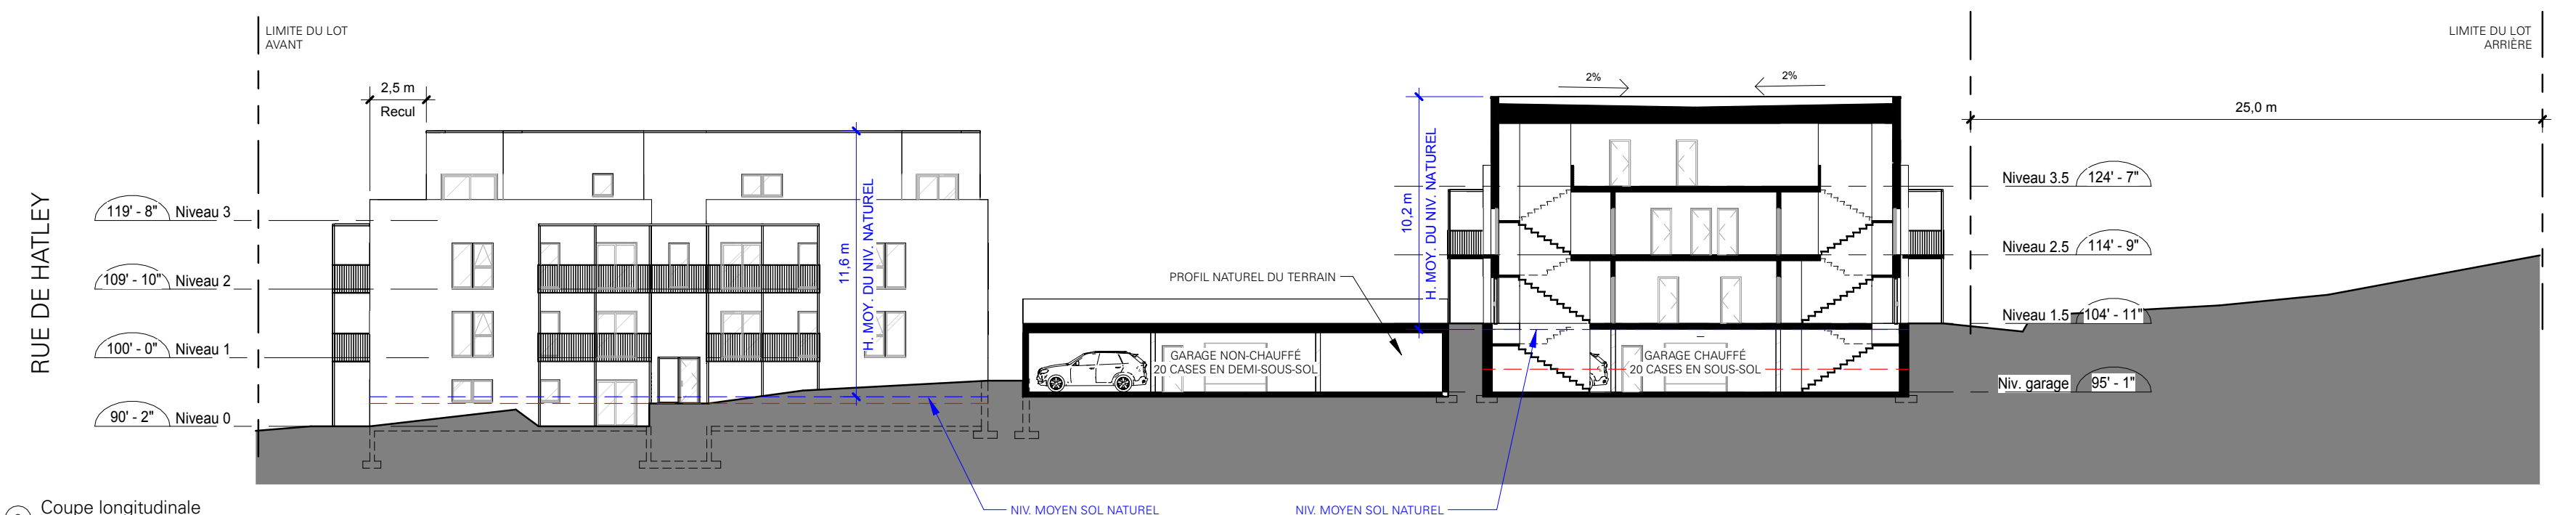 LIMITE DU LOT
AVANT
LIMITE DU LOT
ARRIÈRE
2,5 m
Recul
2%
2%
25,0 m
RUE DE HATLEY
119' - 8" Niveau 3
109' - 10" Niveau 2
100' - 0" Niveau 1
90' - 2" Niveau 0
11,6 m
H. MOY. DU NIV. NATUREL
PROFIL NATUREL DU TERRAIN
10,2 m
H. MOY. DU NIV. NATUREL
Niveau 3.5 124' - 7"
Niveau 2.5 114' - 9"
Niveau 1.5 104' - 11"
Niv. garage 95' - 1"
GARAGE NON-CHAUFFÉ
20 CASES EN DEMI-SOUS-SOL
GARAGE CHAUFFÉ
20 CASES EN SOUS-SOL
NIV. MOYEN SOL NATUREL
NIV. MOYEN SOL NATUREL
Coupe longitudinale